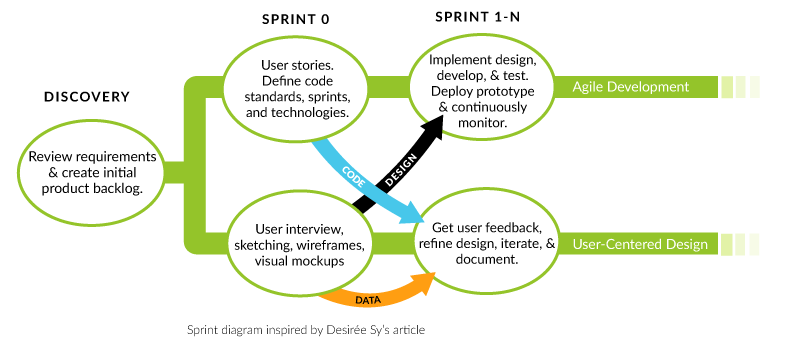 SPRINT 0
SPRINT 1-N
DISCOVERY
Review requirements
& create initial
product backlog.
User stories.
Define code
standards, sprints,
and technologies.
Implement design,
develop, & test.
Deploy prototype
& continuously
monitor.
Agile Development
CODE
DESIGN
User interview,
sketching, wireframes,
visual mockups
Get user feedback,
refine design, iterate, &
document.
User-Centered Design
DATA
Sprint diagram inspired by Desirée Sy's article